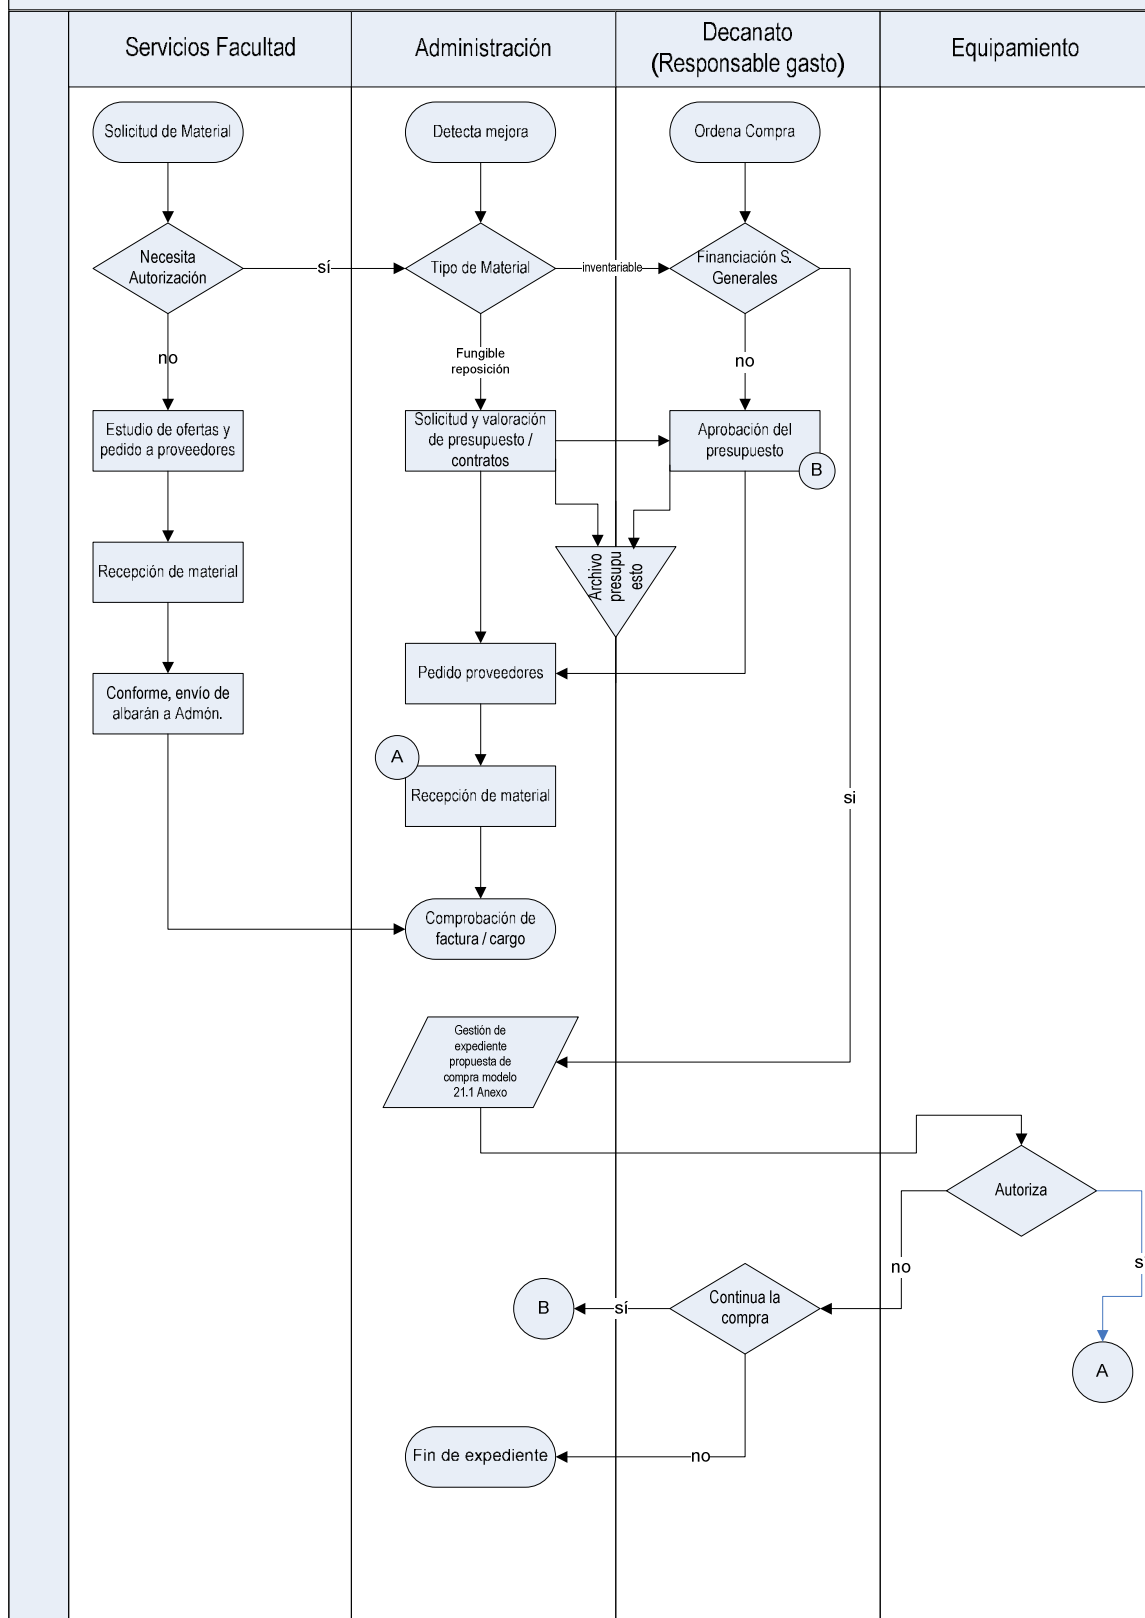 Servicios Facultad
Administración
Decanato
(Responsable gasto)
Equipamiento
Solicitud de Material
Detecta mejora
Ordena Compra
Necesita
Autorización
sí
Tipo de Material
inventariable
Financiación S.
Generales
no
Fungible
reposición
no
Estudio de ofertas y
pedido a proveedores
Solicitud y valoración
de presupuesto /
contratos
Aprobación del
presupuesto
B
Recepción de material
Archivo
presupu
esto
Conforme, envío de
albarán a Admón.
Pedido proveedores
A
Recepción de material
si
Comprobación de
factura / cargo
Gestión de
expediente
propuesta de
compra modelo
21.1 Anexo
Autoriza
no
s
B
sí
Continua la
compra
A
Fin de expediente
no